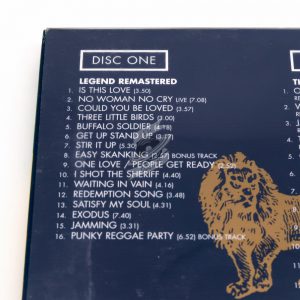 DISC ONE
LEGEND REMASTERED
1. IS THIS LOVE (3.50)
2. NO WOMAN NO CRY LIVE (7.08)
3. COULD YOU BE LOVED (3.57)
4. THREE LITTLE BIRDS (3.00)
5. BUFFALO SOLDIER (4.18)
6. GET UP STAND UP (3.17)
7. STIR IT UP (5.30)
8. EASY SKANKING BONUS TRACK
9. ONE LOVE / PEOPLE GET READY
10. I SHOT THE SHERIFF (4.40)
11. WAITING IN VAIN (4.16)
12. REDEMPTION SONG (3.48)
13. SATISFY MY SOUL (4.31)
14. EXODUS (7.40)
15. JAMMING (3.31)
16. PUNKY REGGAE PARTY (6.52) BONUS TRACK